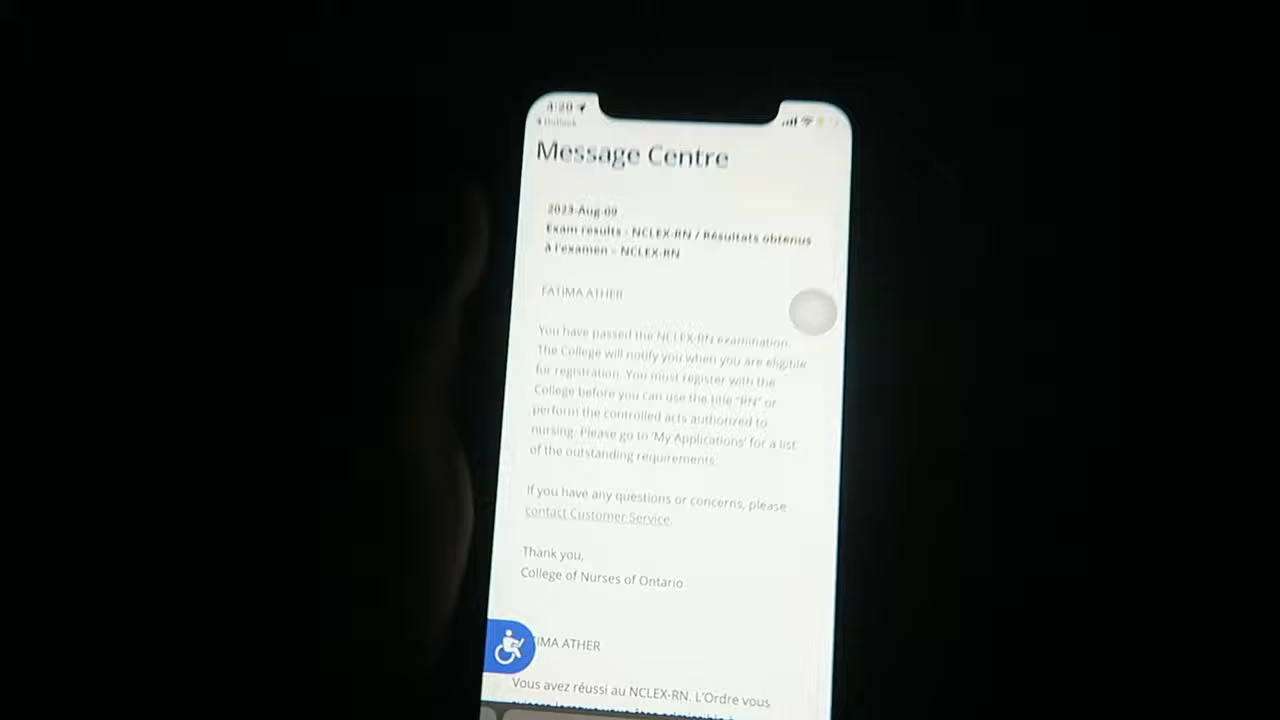 4:20
Outlook
Message Centre
2023-Aug-09
Exam results - NCLEX-RN / Résultats obtenus
à l'examen - NCLEX-RN
FATIMA ATHER
You have passed the NCLEX-RN examination.
The College will notify you when you are eligible
for registration. You must register with the
College before you can use the title "RN" or
perform the controlled acts authorized to
nursing. Please go to 'My Applications' for a list
of the outstanding requirements.
If you have any questions or concerns, please
contact Customer Service.
Thank you,
College of Nurses of Ontario
IMA ATHER
Vous avez réussi au NCLEX-RN. L'Ordre vous